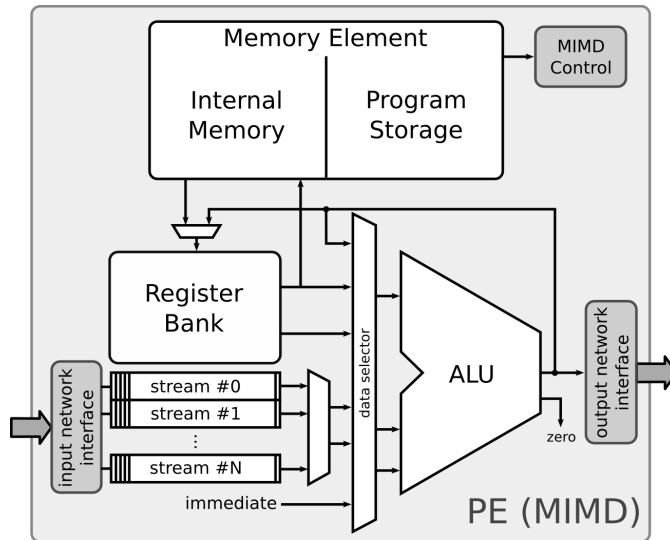 Memory Element
Internal
Memory
Program
Storage
MIMD
Control
Register
Bank
data selector
ALU
input network
interface
stream #0
stream #1
...
stream #N
immediate
zero
output network
interface
PE (MIMD)